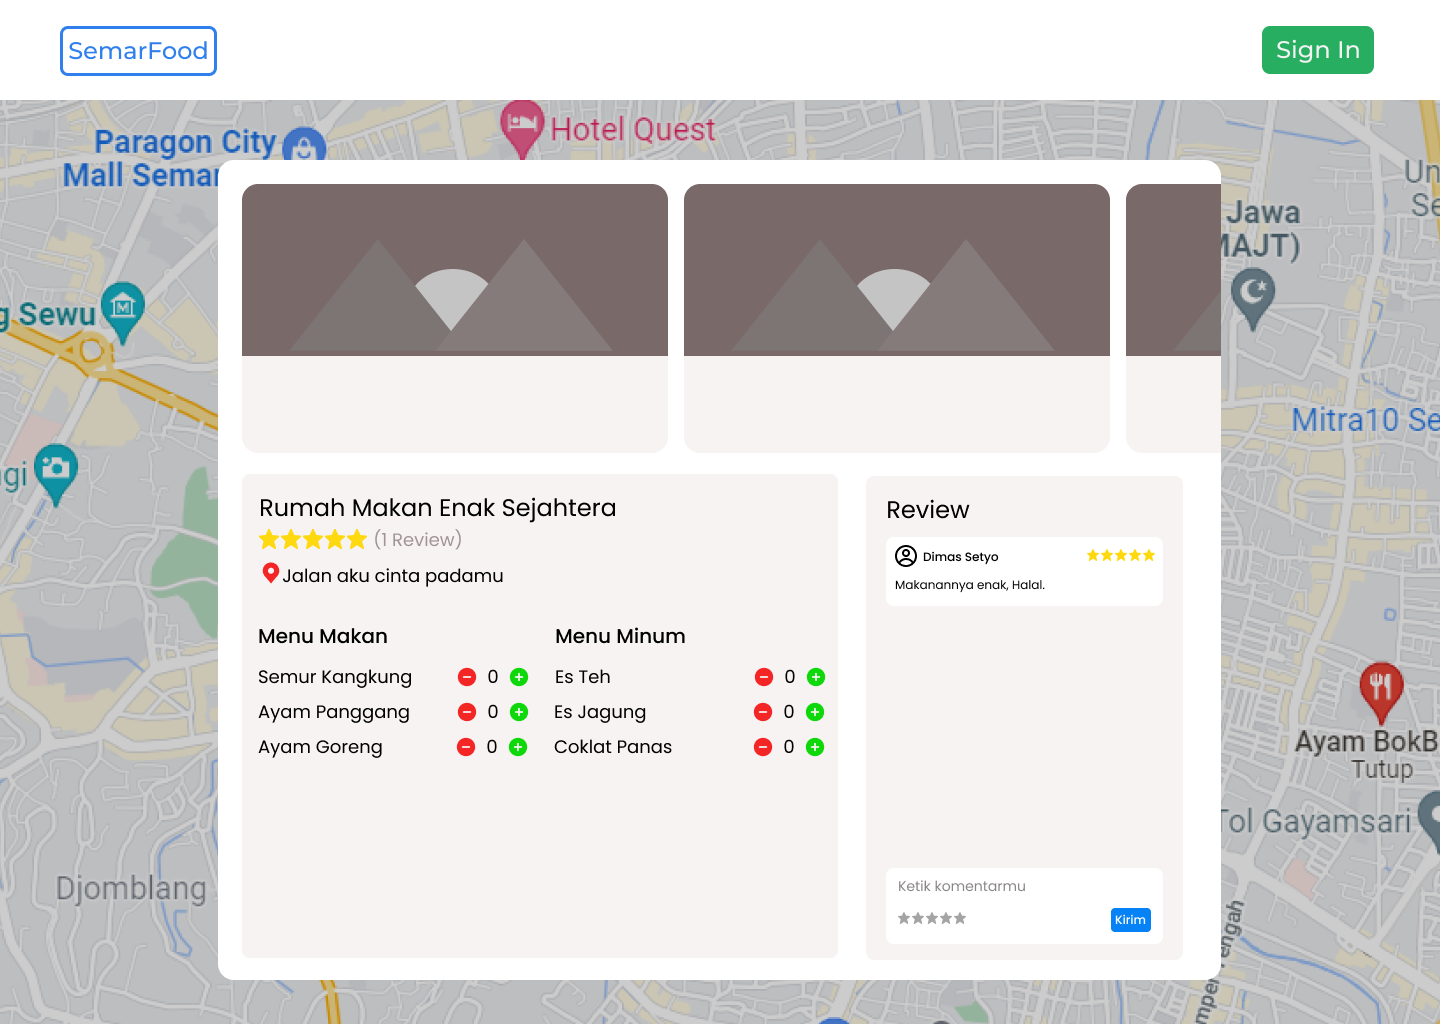 SemarFood
Sign In
Hotel Quest
Paragon City
Mall Semar
Un
Se
Jawa
MAJT)
g Sewu
Mitra10 Se
gi
Rumah Makan Enak Sejahtera
(1 Review)
Jalan aku cinta padamu
Menu Makan
Semur Kangkung 0
Ayam Panggang 0
Ayam Goreng 0
Menu Minum
Es Teh 0
Es Jagung 0
Coklat Panas 0
Review
Dimas Setyo
Makanannya enak, Halal.
Ketik komentarmu
Kirim
Ayam BokB
Tutup
Tol Gayamsari
Djomblang